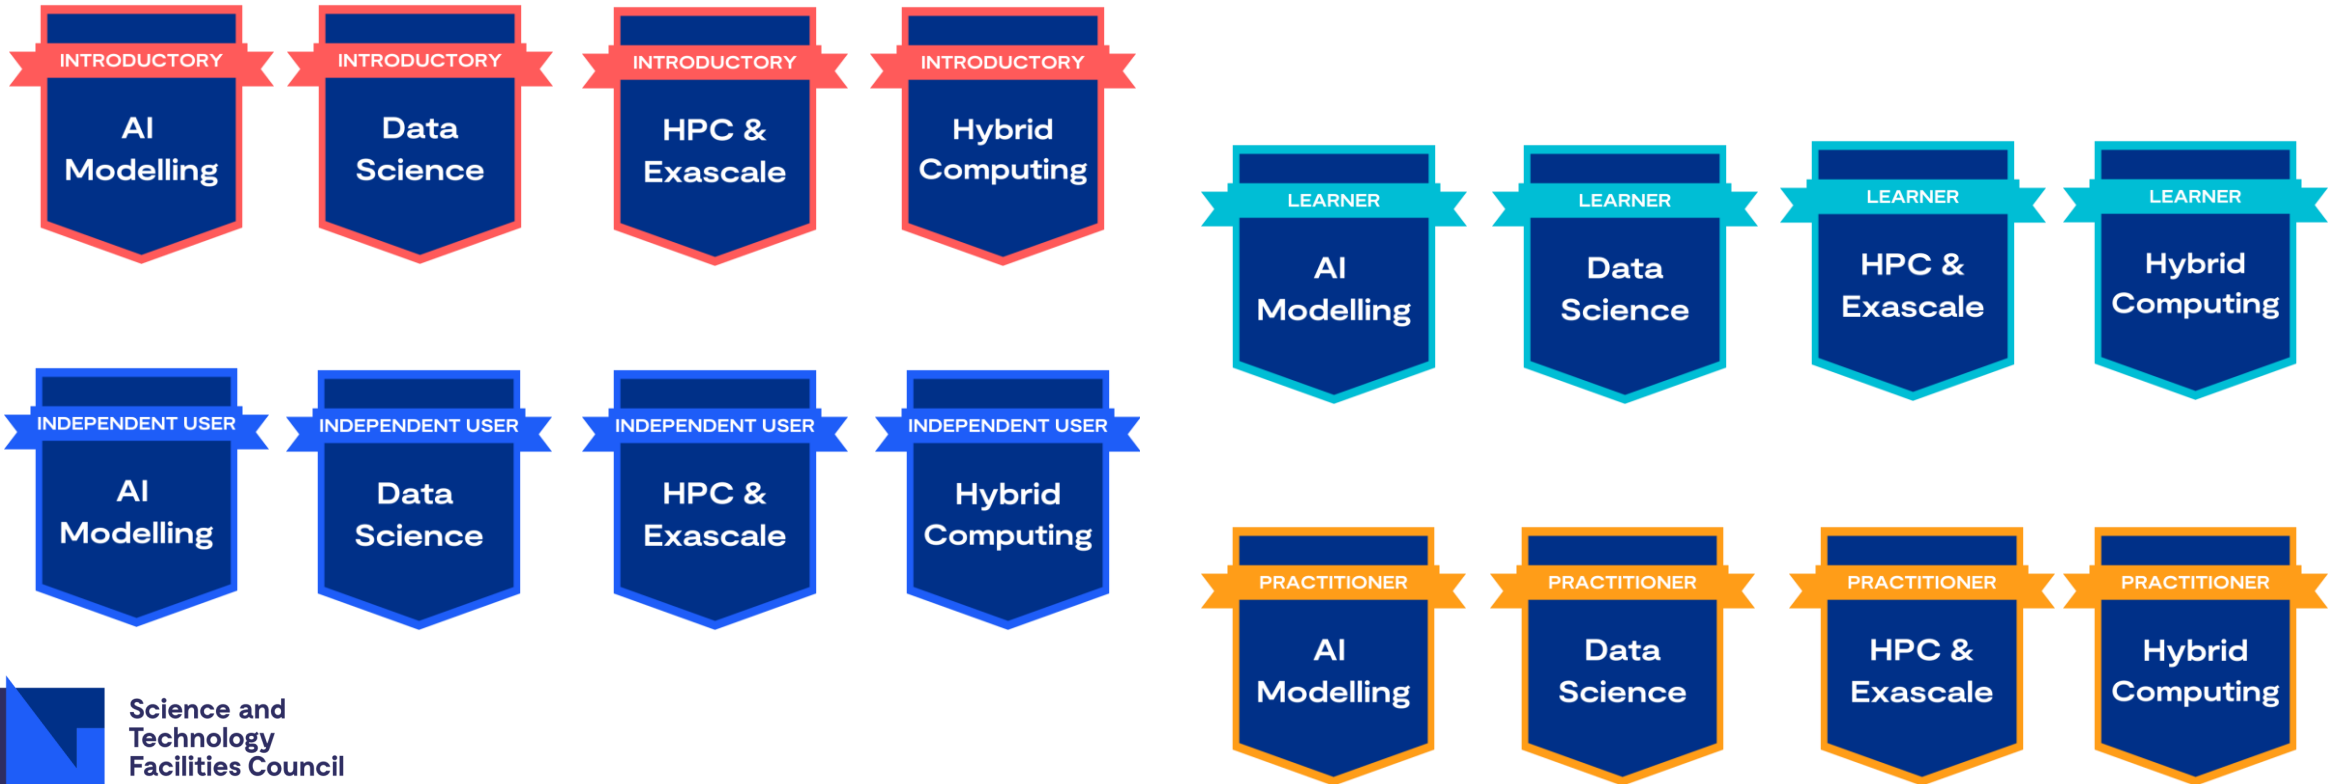 INTRODUCTORY
AI
Modelling
INTRODUCTORY
Data
Science
INTRODUCTORY
HPC &
Exascale
INTRODUCTORY
Hybrid
Computing
LEARNER
AI
Modelling
LEARNER
Data
Science
LEARNER
HPC &
Exascale
LEARNER
Hybrid
Computing
INDEPENDENT USER
AI
Modelling
INDEPENDENT USER
Data
Science
INDEPENDENT USER
HPC &
Exascale
INDEPENDENT USER
Hybrid
Computing
PRACTITIONER
AI
Modelling
PRACTITIONER
Data
Science
PRACTITIONER
HPC &
Exascale
PRACTITIONER
Hybrid
Computing
Science and
Technology
Facilities Council